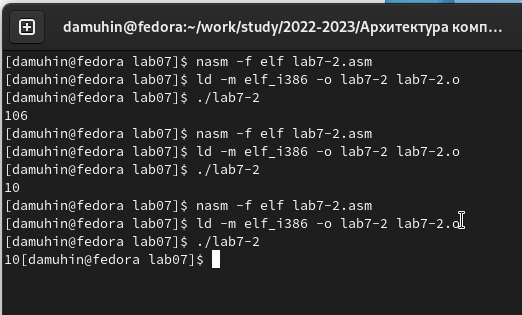 damuhin@fedora:~/work/study/2022-2023/Архитектура комп...
[damuhin@fedora lab07]$ nasm -f elf lab7-2.asm
[damuhin@fedora lab07]$ ld -m elf_i386 -o lab7-2 lab7-2.o
[damuhin@fedora lab07]$ ./lab7-2
106
[damuhin@fedora lab07]$ nasm -f elf lab7-2.asm
[damuhin@fedora lab07]$ ld -m elf_i386 -o lab7-2 lab7-2.o
[damuhin@fedora lab07]$ ./lab7-2
10
[damuhin@fedora lab07]$ nasm -f elf lab7-2.asm
[damuhin@fedora lab07]$ ld -m elf_i386 -o lab7-2 lab7-2.o
[damuhin@fedora lab07]$ ./lab7-2
10[damuhin@fedora lab07]$